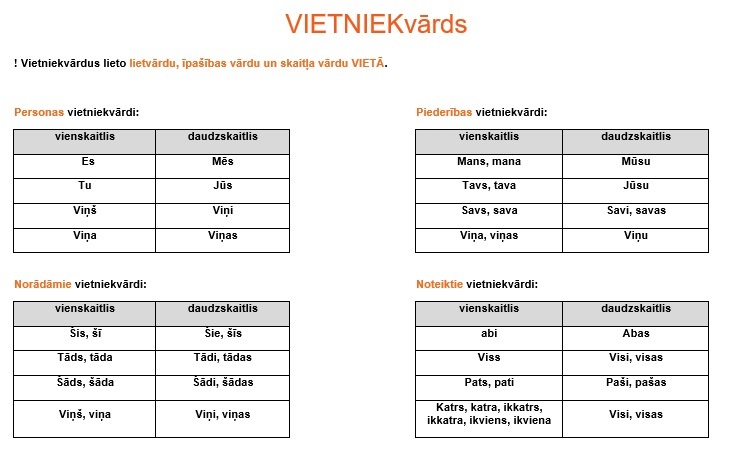 VIETNIEKvārds
! Vietniekvārdus lieto lietvārdu, īpašības vārdu un skaitļa vārdu VIETĀ.
Personas vietniekvārdi:
vienskaitlis daudzskaitlis
Es Mēs
Tu Jūs
Viņš Viņi
Viņa Viņas
Piederības vietniekvārdi:
vienskaitlis daudzskaitlis
Mans, mana Mūsu
Tavs, tava Jūsu
Savs, sava Savi, savas
Viņa, viņas Viņu
Norādāmie vietniekvārdi:
vienskaitlis daudzskaitlis
Šis, šī Šie, šīs
Tāds, tāda Tādi, tādas
Šāds, šāda Šādi, šādas
Viņš, viņa Viņi, viņas
Noteiktie vietniekvārdi:
vienskaitlis daudzskaitlis
abi Abas
Viss Visi, visas
Pats, pati Paši, pašas
Katrs, katra, ikkatrs,
ikkatra, ikviens, ikviena Visi, visas